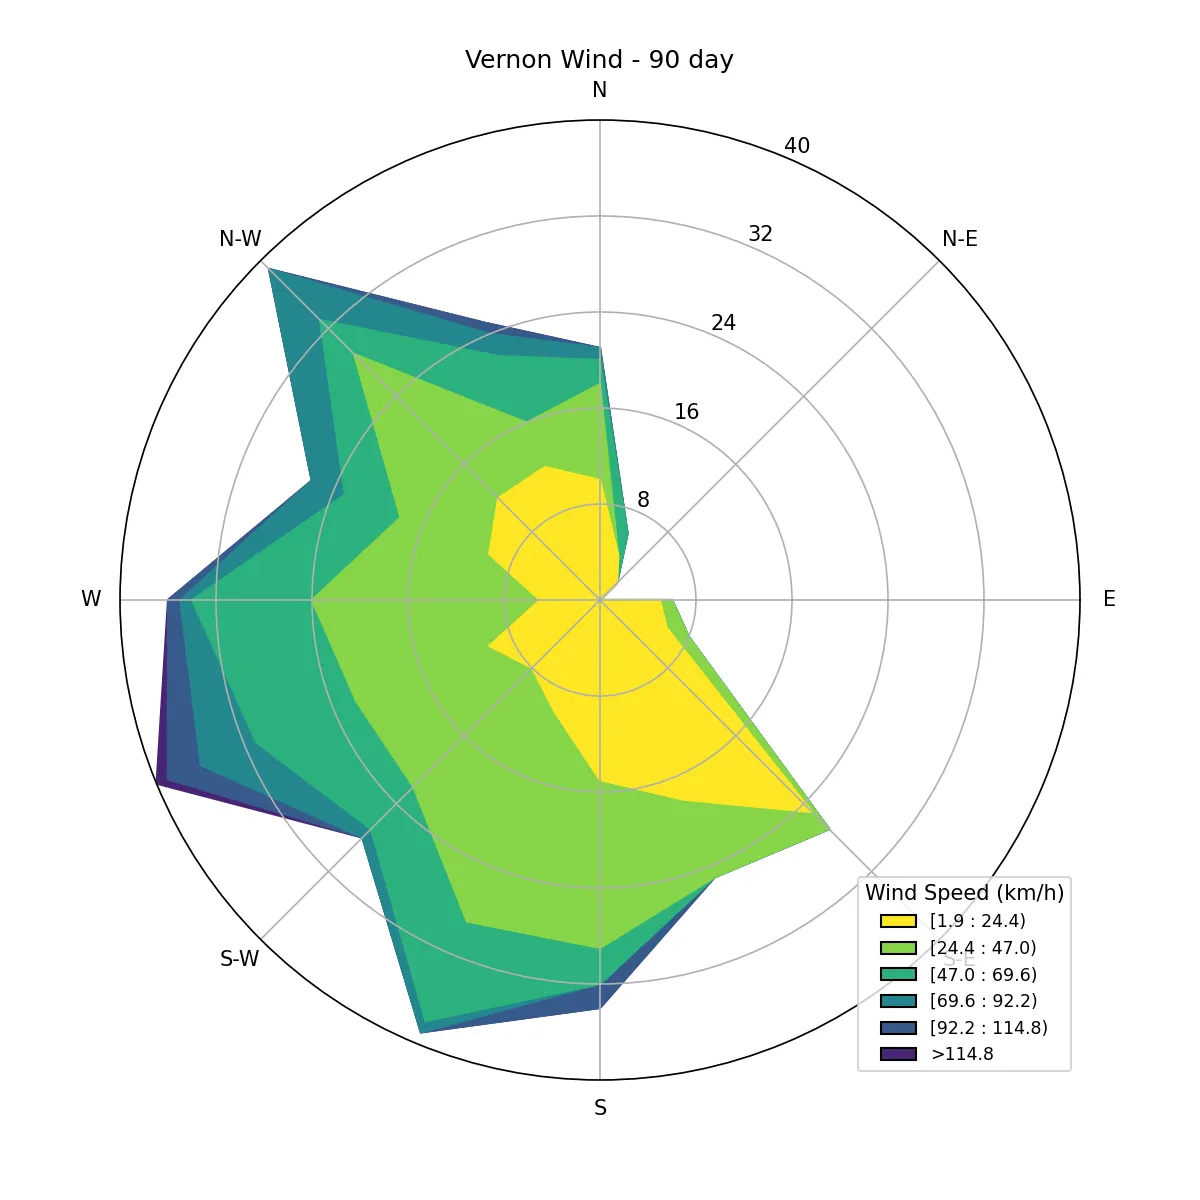 Vernon Wind - 90 day
N
40
32
N-W
N-E
24
16
8
W
E
Wind Speed (km/h)
[1.9 : 24.4)
[24.4 : 47.0)
S-W
S-E
[47.0 : 69.6)
[69.6 : 92.2)
[92.2 : 114.8)
>114.8
S